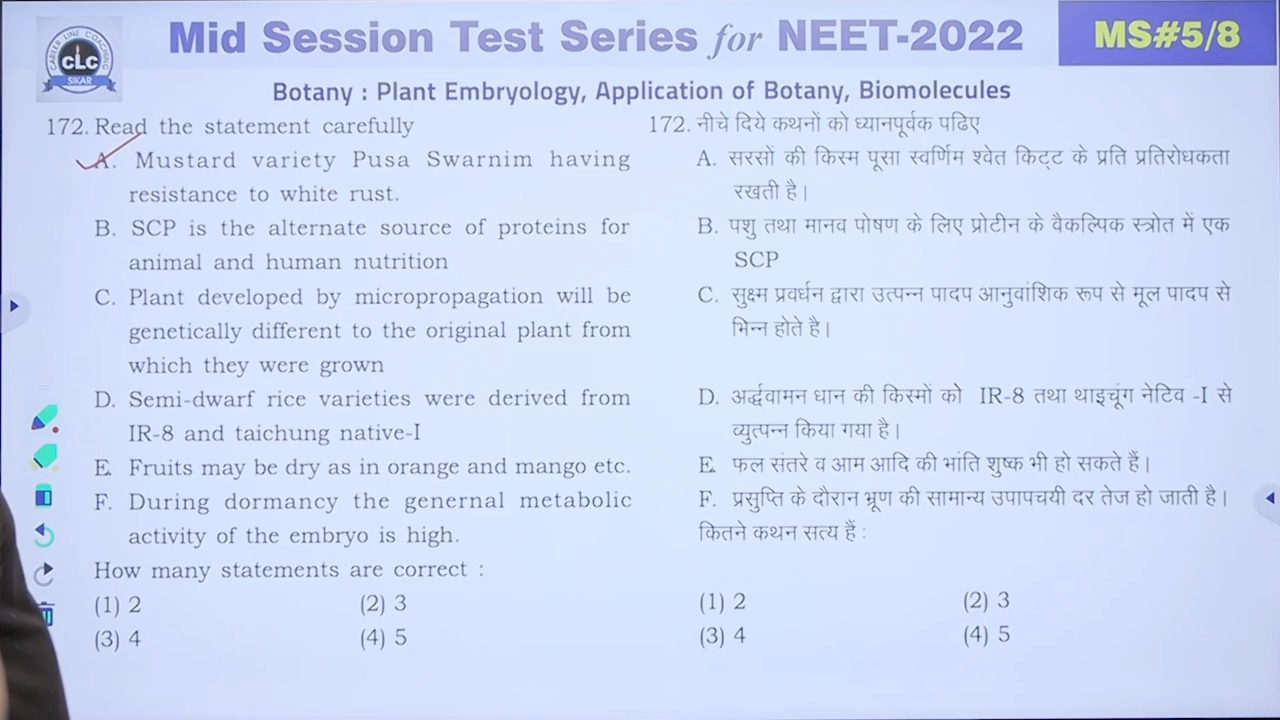 CAREER LINE COACHING
CLC
SIKAR
Mid Session Test Series for NEET-2022
MS#5/8
Botany : Plant Embryology, Application of Botany, Biomolecules
172. Read the statement carefully
A. Mustard variety Pusa Swarnim having
resistance to white rust.
B. SCP is the alternate source of proteins for
animal and human nutrition
C. Plant developed by micropropagation will be
genetically different to the original plant from
which they were grown
D. Semi-dwarf rice varieties were derived from
IR-8 and taichung native-I
E. Fruits may be dry as in orange and mango etc.
F. During dormancy the genernal metabolic
activity of the embryo is high.
How many statements are correct :
(1) 2 (2) 3
(3) 4 (4) 5
172. नीचे दिये कथनों को ध्यानपूर्वक पढिए
A. सरसों की किस्म पूसा स्वर्णिम श्वेत किट्ट के प्रति प्रतिरोधकता
रखती है।
B. पशु तथा मानव पोषण के लिए प्रोटीन के वैकल्पिक स्त्रोत में एक
SCP
C. सुक्ष्म प्रवर्धन द्वारा उत्पन्न पादप आनुवांशिक रूप से मूल पादप से
भिन्न होते है।
D. अर्द्धवामन धान की किस्मों को IR-8 तथा थाइचूंग नेटिव -I से
व्युत्पन्न किया गया है।
E. फल संतरे व आम आदि की भांति शुष्क भी हो सकते हैं।
F. प्रसुप्ति के दौरान भ्रूण की सामान्य उपापचयी दर तेज हो जाती है।
कितने कथन सत्य हैं :
(1) 2 (2) 3
(3) 4 (4) 5